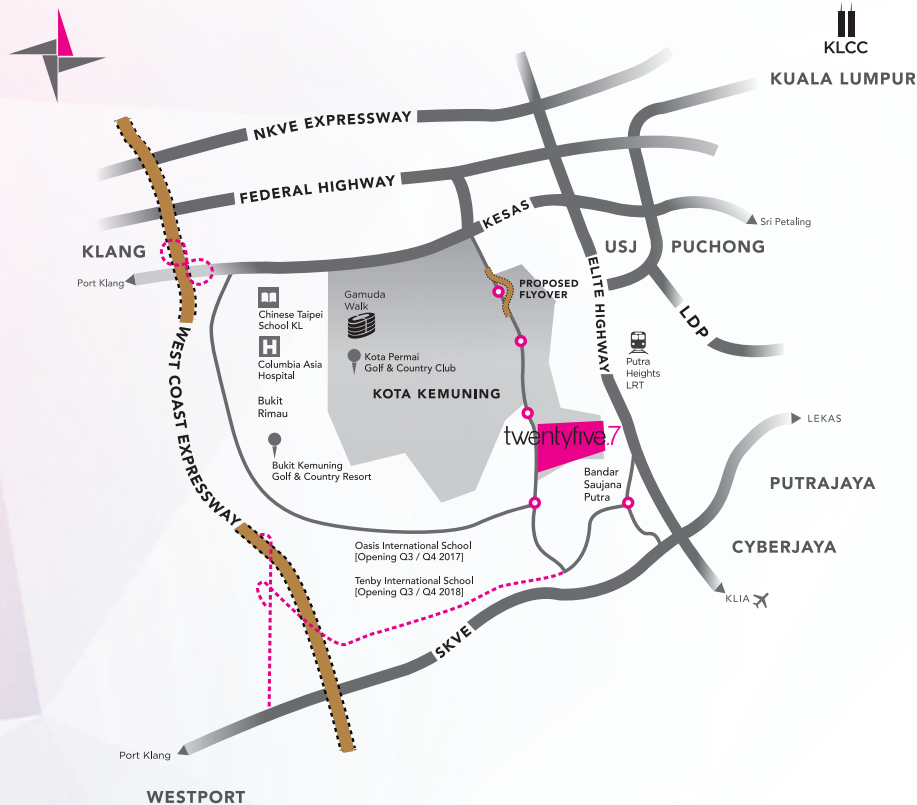 KLCC
KUALA LUMPUR
NKVE EXPRESSWAY
FEDERAL HIGHWAY
KESAS
Sri Petaling
KLANG
USJ
PUCHONG
Port Klang
ELITE HIGHWAY
PROPOSED
FLYOVER
LDP
Chinese Taipei
School KL
Gamuda
Walk
Columbia Asia
Hospital
Kota Permai
Golf & Country Club
Putra
Heights
LRT
WEST COAST EXPRESSWAY
KOTA KEMUNING
Bukit
Rimau
LEKAS
twentyfive.7
Bukit Kemuning
Golf & Country Resort
Bandar
Saujana
Putra
PUTRAJAYA
CYBERJAYA
Oasis International School
[Opening Q3 / Q4 2017]
Tenby International School
[Opening Q3 / Q4 2018]
KLIA
SKVE
Port Klang
WESTPORT